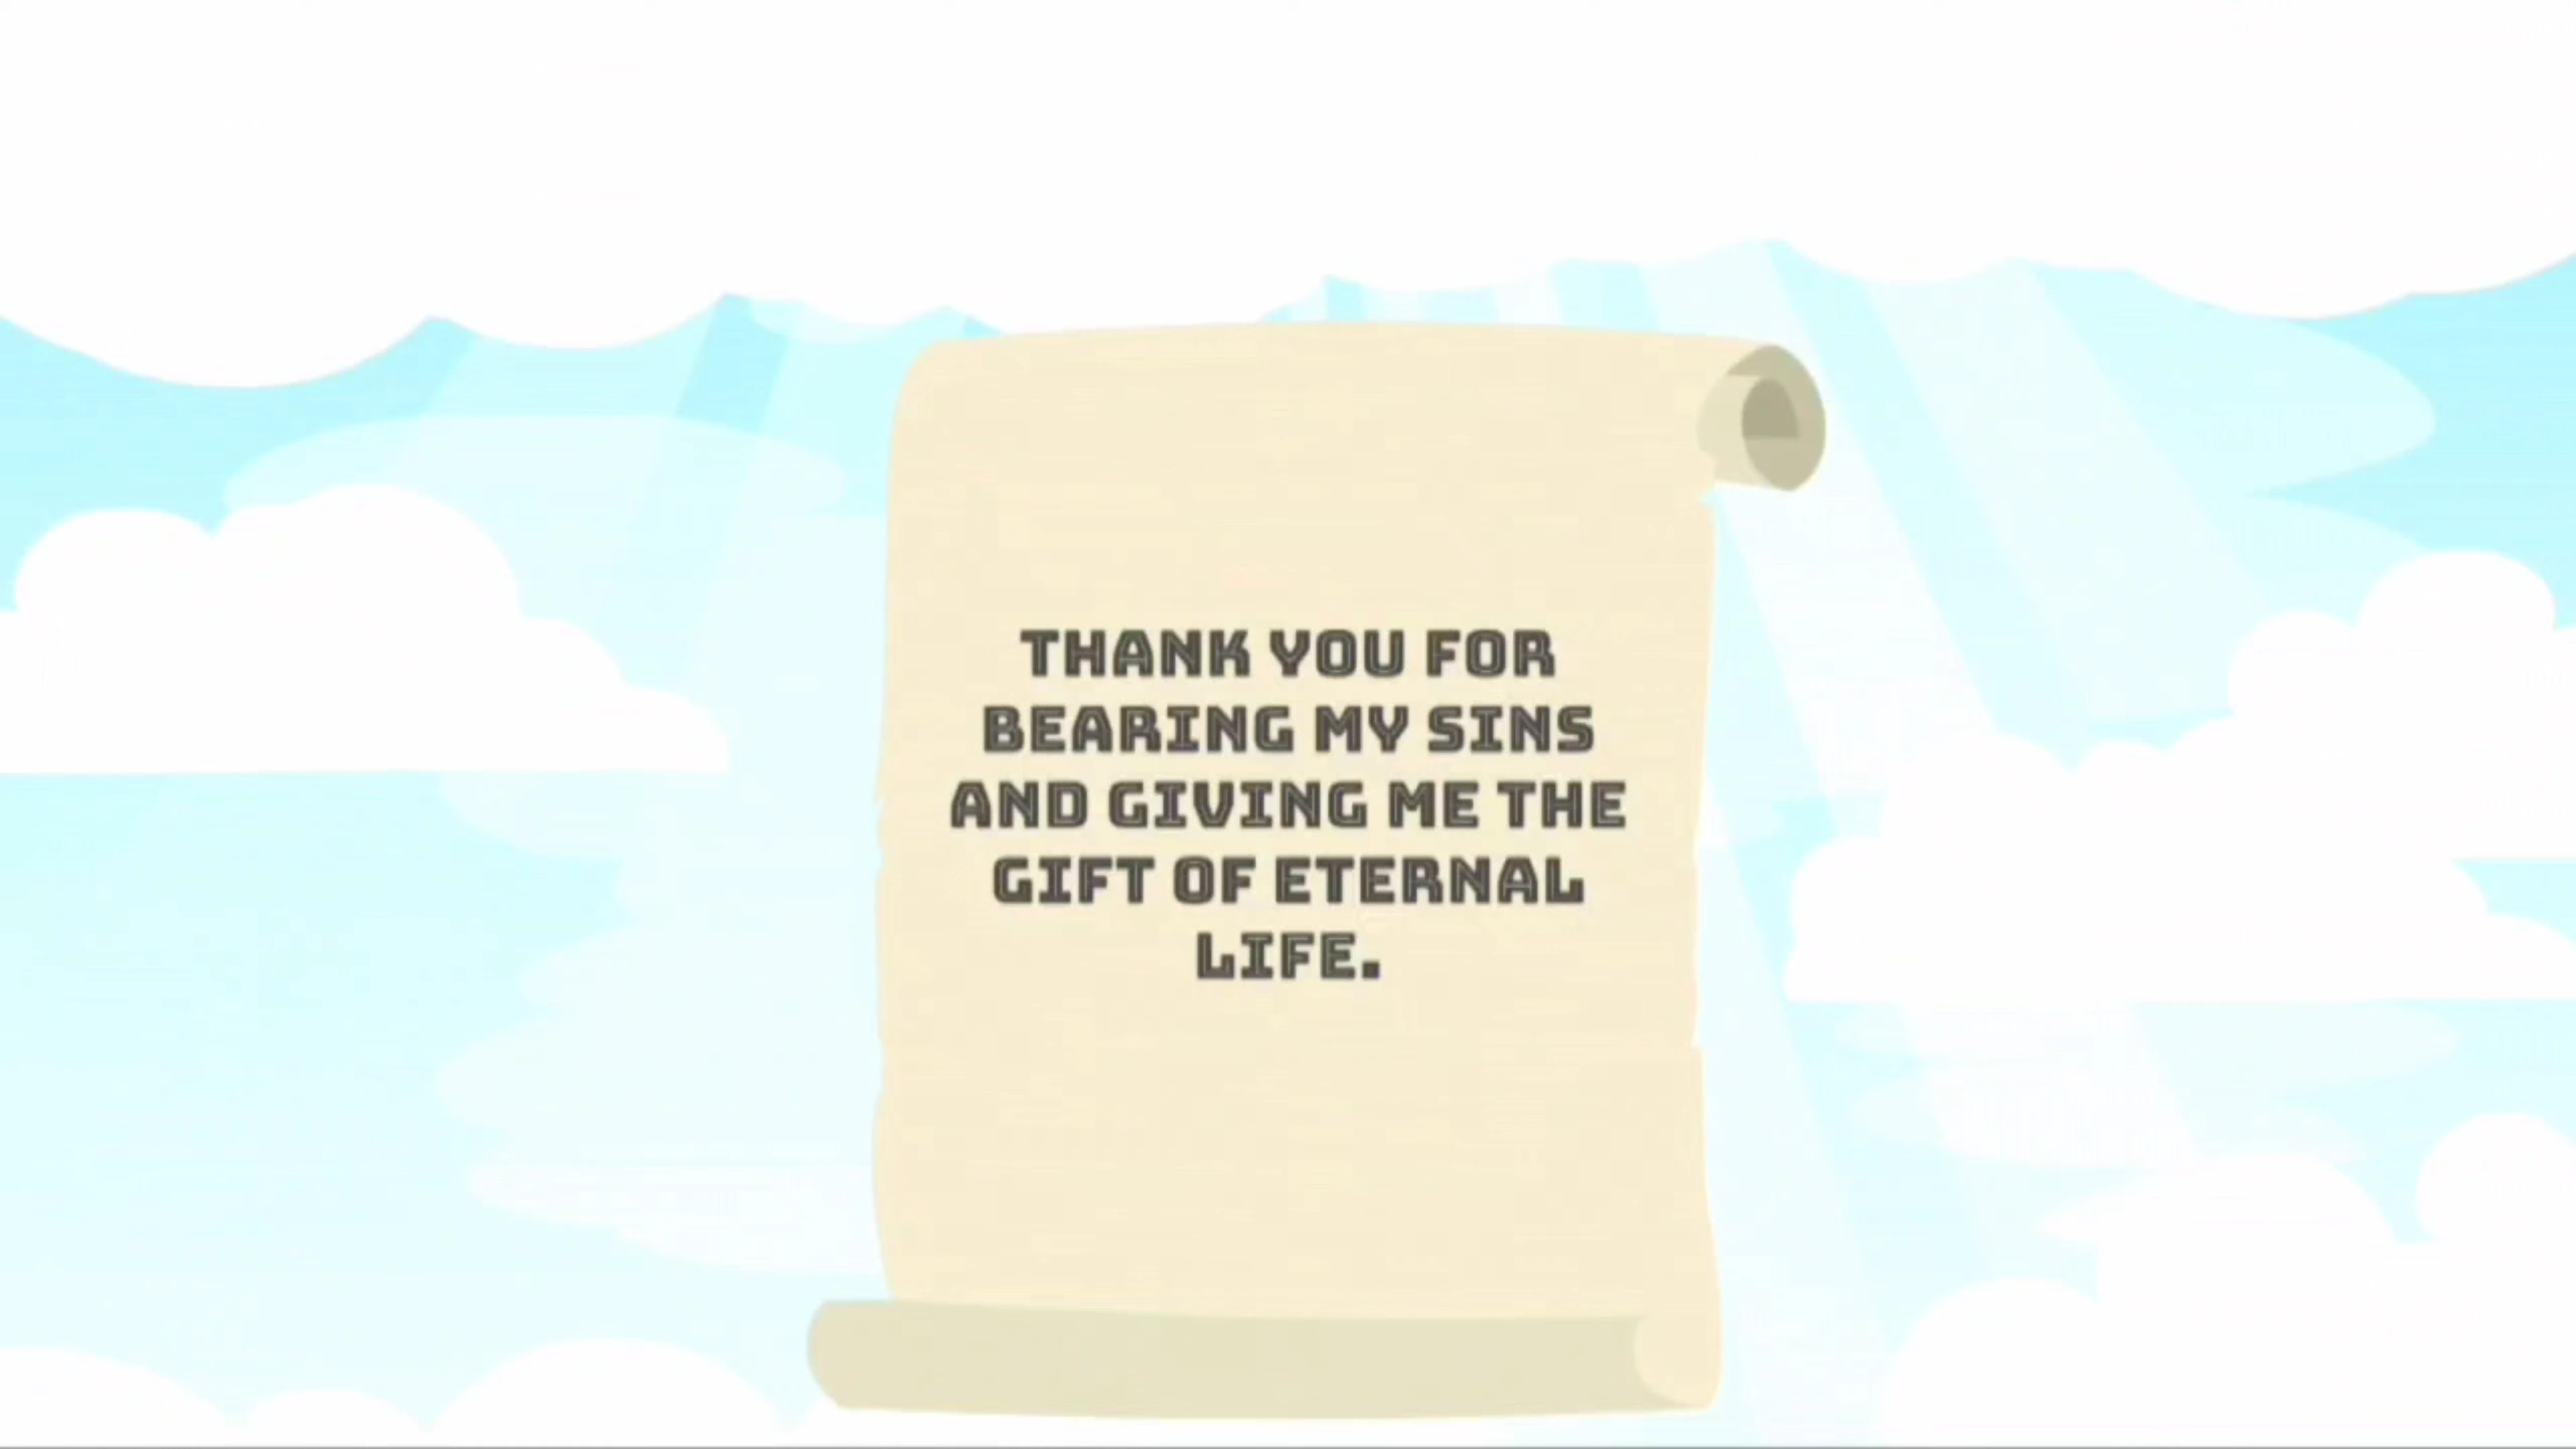 THANK YOU FOR
BEARING MY SINS
AND GIVING ME THE
GIFT OF ETERNAL
LIFE.